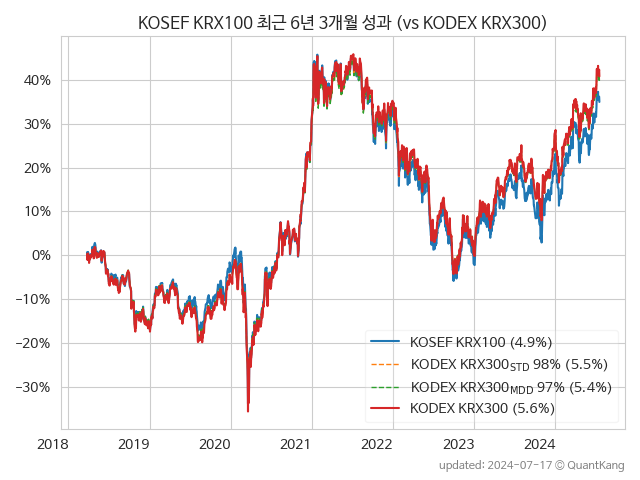 KOSEF KRX100 최근 6년 3개월 성과 (vs KODEX KRX300)
40%
30%
20%
10%
0%
−10%
−20%
−30%
KOSEF KRX100 (4.9%)
KODEX KRX300STD 98% (5.5%)
KODEX KRX300MDD 97% (5.4%)
KODEX KRX300 (5.6%)
2018 2019 2020 2021 2022 2023 2024
updated: 2024-07-17 © QuantKang